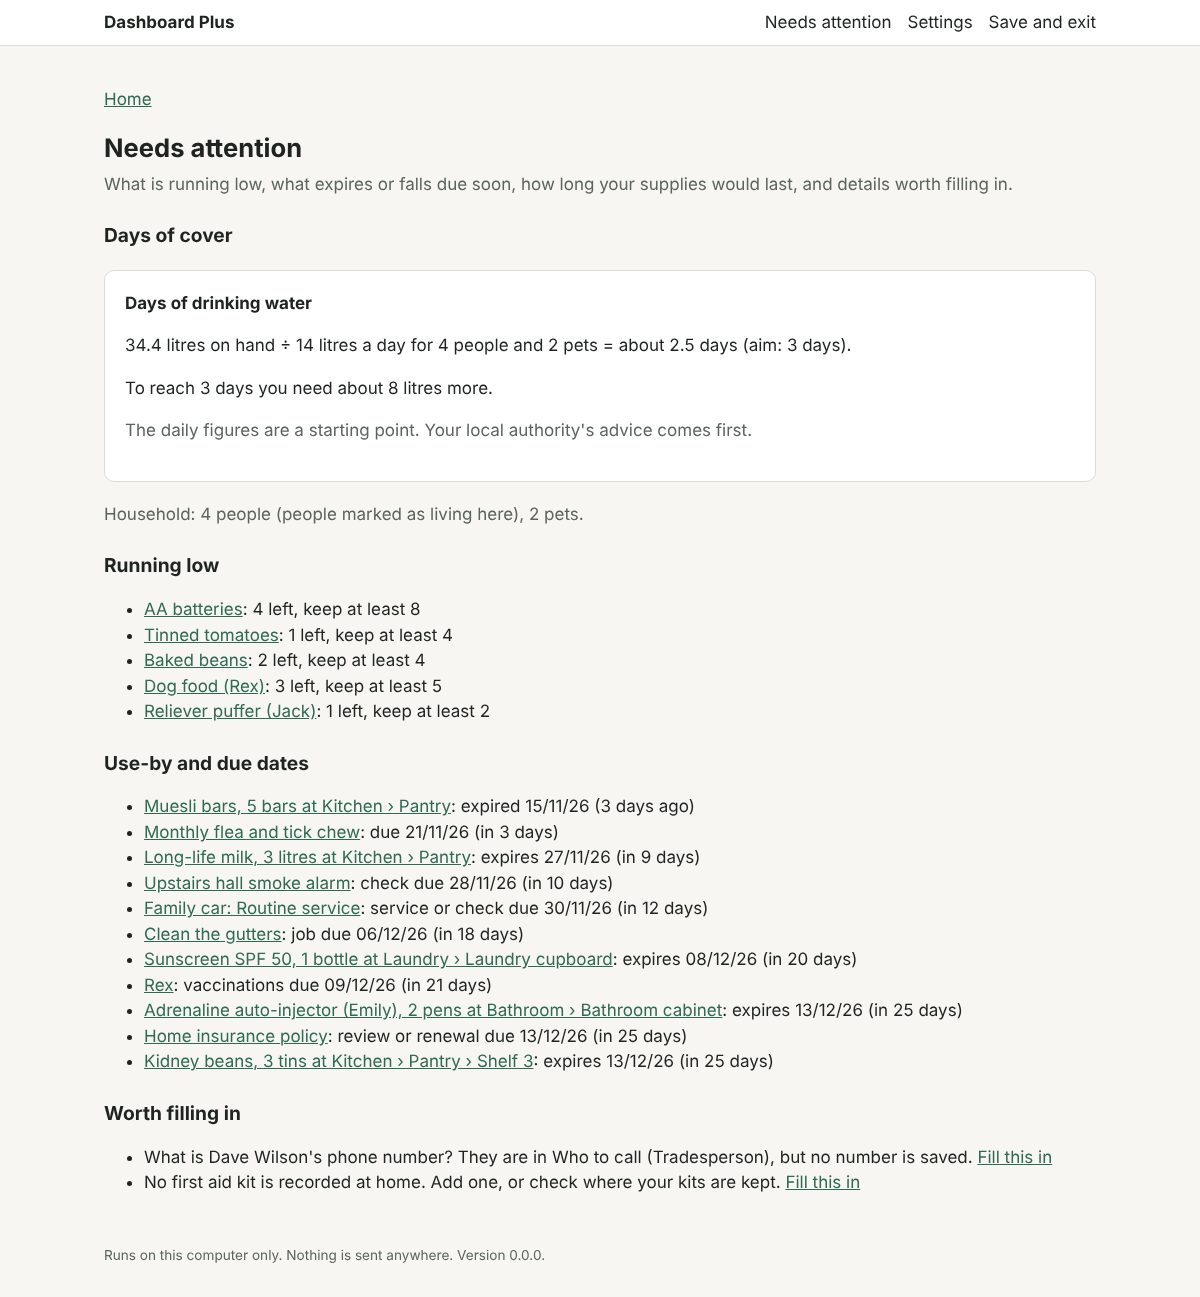 Dashboard Plus
Needs attention Settings Save and exit
Home
Needs attention
What is running low, what expires or falls due soon, how long your supplies would last, and details worth filling in.
Days of cover
Days of drinking water
34.4 litres on hand ÷ 14 litres a day for 4 people and 2 pets = about 2.5 days (aim: 3 days).
To reach 3 days you need about 8 litres more.
The daily figures are a starting point. Your local authority's advice comes first.
Household: 4 people (people marked as living here), 2 pets.
Running low
AA batteries: 4 left, keep at least 8
Tinned tomatoes: 1 left, keep at least 4
Baked beans: 2 left, keep at least 4
Dog food (Rex): 3 left, keep at least 5
Reliever puffer (Jack): 1 left, keep at least 2
Use-by and due dates
Muesli bars, 5 bars at Kitchen › Pantry: expired 15/11/26 (3 days ago)
Monthly flea and tick chew: due 21/11/26 (in 3 days)
Long-life milk, 3 litres at Kitchen › Pantry: expires 27/11/26 (in 9 days)
Upstairs hall smoke alarm: check due 28/11/26 (in 10 days)
Family car: Routine service: service or check due 30/11/26 (in 12 days)
Clean the gutters: job due 06/12/26 (in 18 days)
Sunscreen SPF 50, 1 bottle at Laundry › Laundry cupboard: expires 08/12/26 (in 20 days)
Rex: vaccinations due 09/12/26 (in 21 days)
Adrenaline auto-injector (Emily), 2 pens at Bathroom › Bathroom cabinet: expires 13/12/26 (in 25 days)
Home insurance policy: review or renewal due 13/12/26 (in 25 days)
Kidney beans, 3 tins at Kitchen › Pantry › Shelf 3: expires 13/12/26 (in 25 days)
Worth filling in
What is Dave Wilson's phone number? They are in Who to call (Tradesperson), but no number is saved. Fill this in
No first aid kit is recorded at home. Add one, or check where your kits are kept. Fill this in
Runs on this computer only. Nothing is sent anywhere. Version 0.0.0.